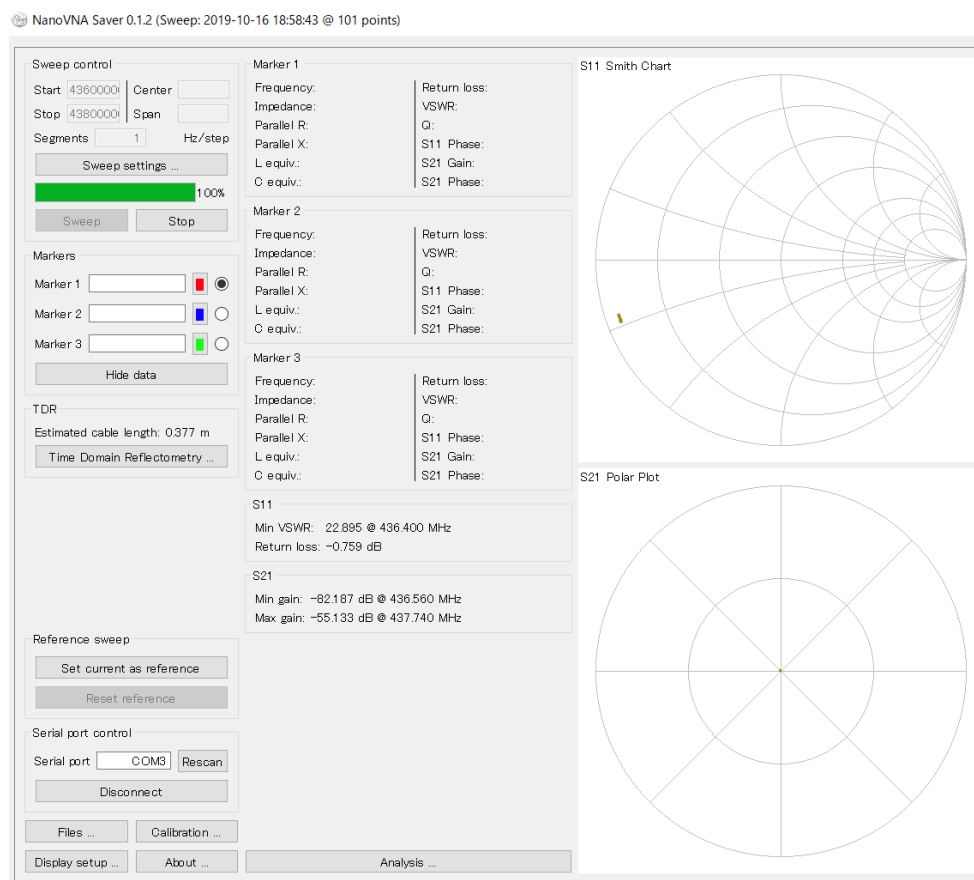 NanoVNA Saver 0.1.2 (Sweep: 2019-10-16 18:58:43 @ 101 points)
Sweep control
Start 4360000 Center
Stop 4380000 Span
Segments 1 Hz/step
Sweep settings ...
100%
Sweep Stop
Markers
Marker 1
Marker 2
Marker 3
Hide data
TDR
Estimated cable length: 0.377 m
Time Domain Reflectometry ...
Reference sweep
Set current as reference
Reset reference
Serial port control
Serial port COM3 Rescan
Disconnect
Files ... Calibration ...
Display setup ... About ...
Marker 1
Frequency: Return loss:
Impedance: VSWR:
Parallel R: Q:
Parallel X: S11 Phase:
L equiv.: S21 Gain:
C equiv.: S21 Phase:
Marker 2
Frequency: Return loss:
Impedance: VSWR:
Parallel R: Q:
Parallel X: S11 Phase:
L equiv.: S21 Gain:
C equiv.: S21 Phase:
Marker 3
Frequency: Return loss:
Impedance: VSWR:
Parallel R: Q:
Parallel X: S11 Phase:
L equiv.: S21 Gain:
C equiv.: S21 Phase:
S11
Min VSWR: 22.895 @ 436.400 MHz
Return loss: -0.759 dB
S21
Min gain: -82.187 dB @ 436.560 MHz
Max gain: -55.133 dB @ 437.740 MHz
Analysis ...
S11 Smith Chart
S21 Polar Plot